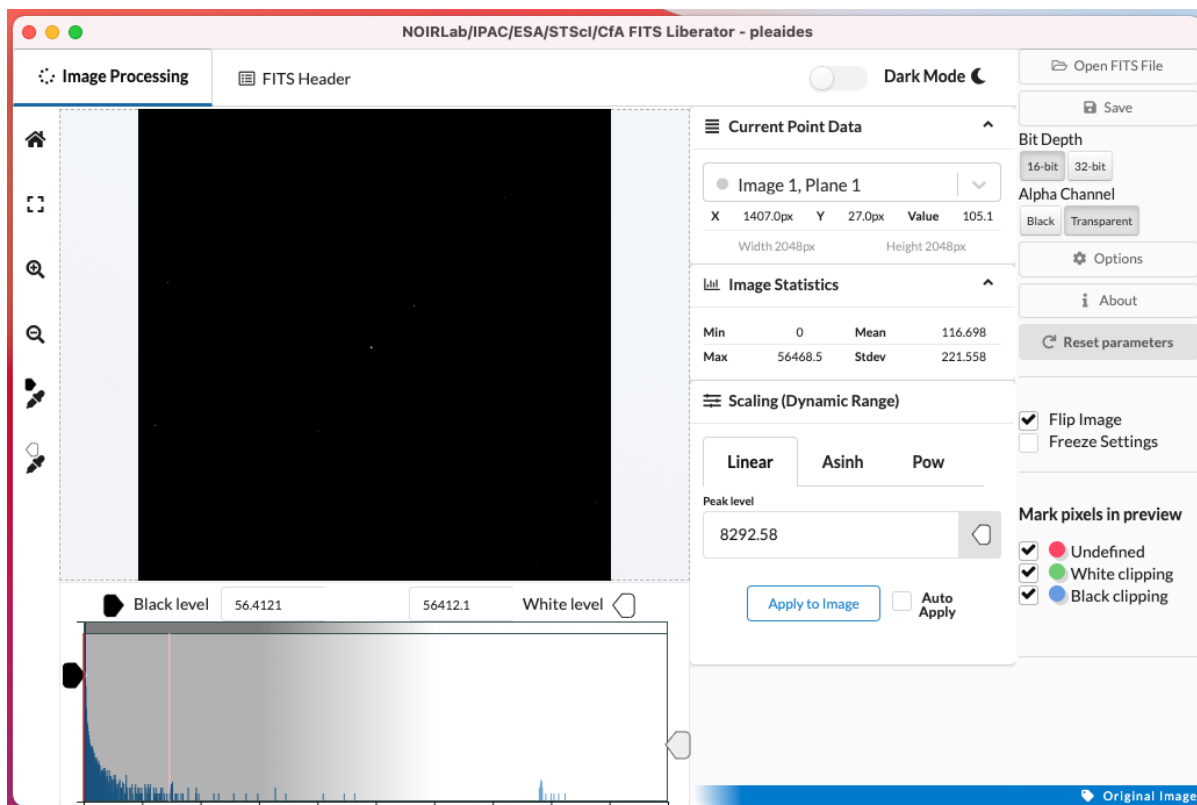 NOIRLab/IPAC/ESA/STScI/CfA FITS Liberator - pleaides
Image Processing
FITS Header
Dark Mode
Open FITS File
Save
Bit Depth
16-bit 32-bit
Alpha Channel
Black Transparent
Options
About
Reset parameters
Flip Image
Freeze Settings
Mark pixels in preview
Undefined
White clipping
Black clipping
Current Point Data
Image 1, Plane 1
X 1407.0px Y 27.0px Value 105.1
Width 2048px Height 2048px
Image Statistics
Min 0 Mean 116.698
Max 56468.5 Stdev 221.558
Scaling (Dynamic Range)
Linear Asinh Pow
Peak level
8292.58
Apply to Image
Auto
Apply
Black level 56.4121 56412.1 White level
Original Image